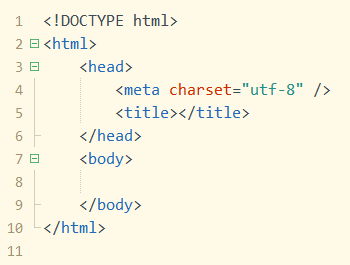 1 <!DOCTYPE html>
2 <html>
3     <head>
4         <meta charset="utf-8" />
5         <title></title>
6     </head>
7     <body>
8
9     </body>
10 </html>
11